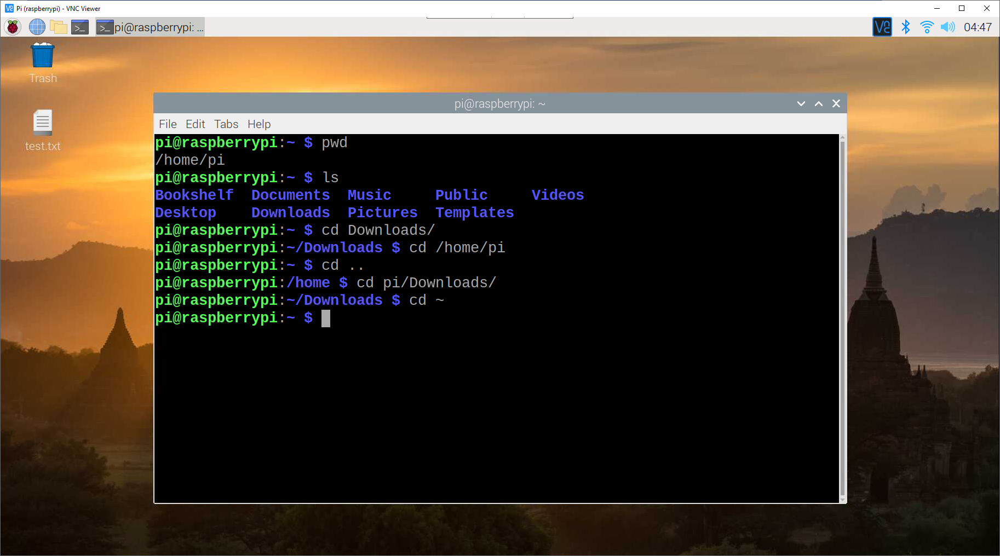 Pi (raspberrypi) - VNC Viewer
pi@raspberrypi: ...
04:47
Trash
test.txt
pi@raspberrypi: ~
File Edit Tabs Help
pi@raspberrypi:~ $ pwd
/home/pi
pi@raspberrypi:~ $ ls
Bookshelf Documents Music Public Videos
Desktop Downloads Pictures Templates
pi@raspberrypi:~ $ cd Downloads/
pi@raspberrypi:~/Downloads $ cd /home/pi
pi@raspberrypi:~ $ cd ..
pi@raspberrypi:/home $ cd pi/Downloads/
pi@raspberrypi:~/Downloads $ cd ~
pi@raspberrypi:~ $